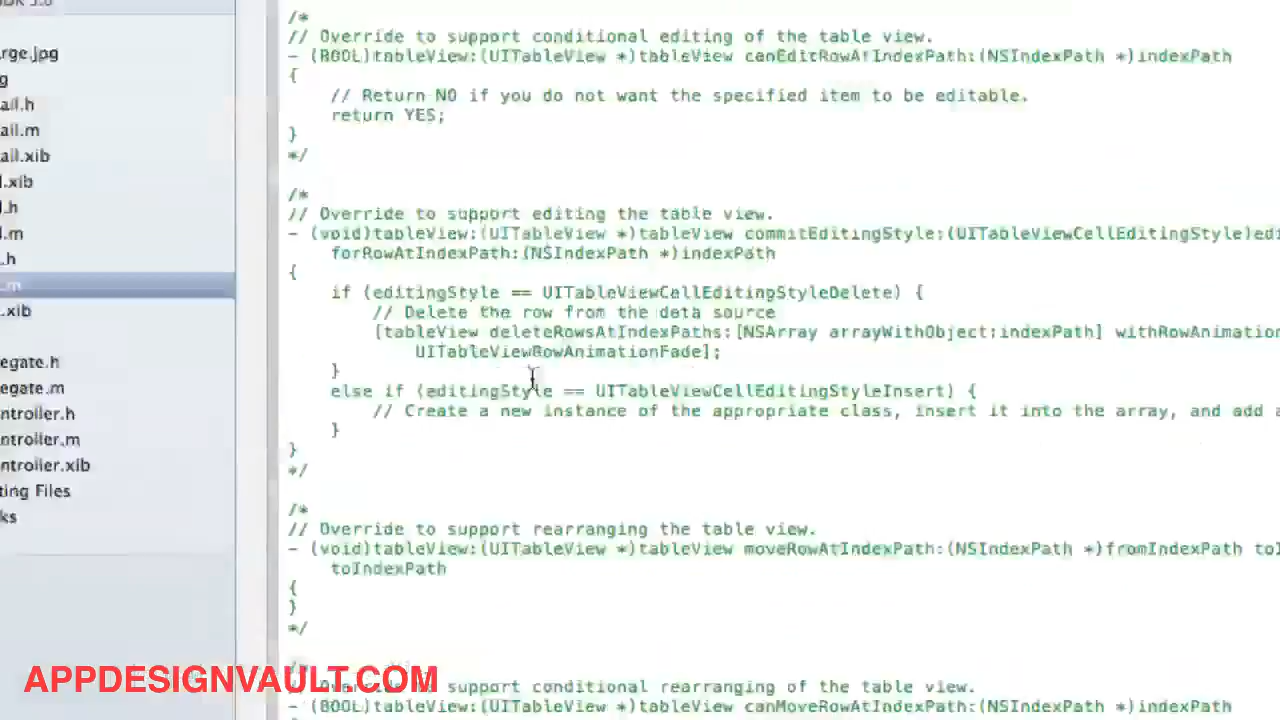 arge.jpg
g
ail.h
ail.m
ail.xib
l.xib
l.h
l.m
.h
.m
.xib
egate.h
egate.m
ntroller.h
ntroller.m
ntroller.xib
ting Files
ks
/*
// Override to support conditional editing of the table view.
- (BOOL)tableView:(UITableView *)tableView canEditRowAtIndexPath:(NSIndexPath *)indexPath
{
// Return NO if you do not want the specified item to be editable.
return YES;
}
*/
/*
// Override to support editing the table view.
- (void)tableView:(UITableView *)tableView commitEditingStyle:(UITableViewCellEditingStyle)edi
forRowAtIndexPath:(NSIndexPath *)indexPath
{
if (editingStyle == UITableViewCellEditingStyleDelete) {
// Delete the row from the data source
[tableView deleteRowsAtIndexPaths:[NSArray arrayWithObject:indexPath] withRowAnimation
UITableViewRowAnimationFade];
}
else if (editingStyle == UITableViewCellEditingStyleInsert) {
// Create a new instance of the appropriate class, insert it into the array, and add a
}
}
*/
/*
// Override to support rearranging the table view.
- (void)tableView:(UITableView *)tableView moveRowAtIndexPath:(NSIndexPath *)fromIndexPath toI
toIndexPath
{
}
*/
/*
// Override to support conditional rearranging of the table view.
- (BOOL)tableView:(UITableView *)tableView canMoveRowAtIndexPath:(NSIndexPath *)indexPath
APPDESIGNVAULT.COM